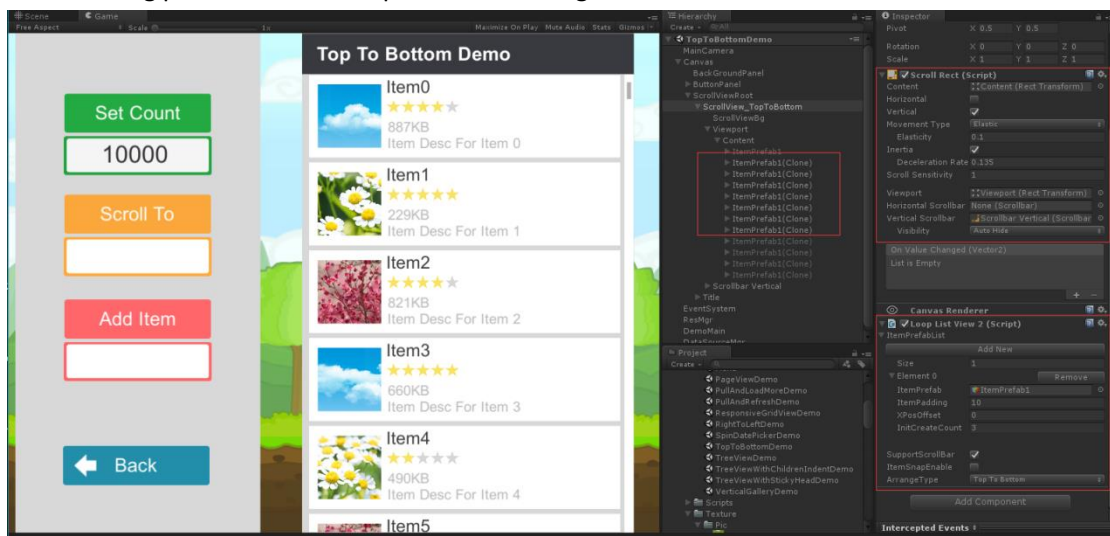 Scene
Game
Free Aspect
Scale
1x
Maximize On Play Mute Audio Stats Gizmos
Set Count
10000
Scroll To
Add Item
Back
Top To Bottom Demo
Item0
887KB
Item Desc For Item 0
Item1
229KB
Item Desc For Item 1
Item2
821KB
Item Desc For Item 2
Item3
660KB
Item Desc For Item 3
Item4
490KB
Item Desc For Item 4
Item5
Hierarchy
Create
All
TopToBottomDemo
MainCamera
Canvas
BackGroundPanel
ButtonPanel
ScrollViewRoot
ScrollView_TopToBottom
ScrollViewBg
Viewport
Content
ItemPrefab1
ItemPrefab1(Clone)
ItemPrefab1(Clone)
ItemPrefab1(Clone)
ItemPrefab1(Clone)
ItemPrefab1(Clone)
ItemPrefab1(Clone)
ItemPrefab1(Clone)
ItemPrefab1(Clone)
ItemPrefab1(Clone)
ItemPrefab1(Clone)
ItemPrefab1(Clone)
Scrollbar Vertical
Title
EventSystem
ResMgr
DemoMain
DataSourceMgr
Project
Create
PageViewDemo
PullAndLoadMoreDemo
PullAndRefreshDemo
ResponsiveGridViewDemo
RightToLeftDemo
SpinDatePickerDemo
TopToBottomDemo
TreeViewDemo
TreeViewWithChildrenIndentDemo
TreeViewWithStickyHeadDemo
VerticalGalleryDemo
Scripts
Texture
Pic
Inspector
Pivot X 0.5 Y 0.5
Rotation X 0 Y 0 Z 0
Scale X 1 Y 1 Z 1
Scroll Rect (Script)
Content Content (Rect Transform)
Horizontal
Vertical
Movement Type Elastic
Elasticity 0.1
Inertia
Deceleration Rate 0.135
Scroll Sensitivity 1
Viewport Viewport (Rect Transform)
Horizontal Scrollbar None (Scrollbar)
Vertical Scrollbar Scrollbar Vertical (Scrollbar
Visibility Auto Hide
On Value Changed (Vector2)
List is Empty
Canvas Renderer
Loop List View 2 (Script)
ItemPrefabList
Add New
Size 1
Element 0 Remove
ItemPrefab ItemPrefab1
ItemPadding 10
XPosOffset 0
InitCreateCount 3
SupportScrollBar
ItemSnapEnable
ArrangeType Top To Bottom
Add Component
Intercepted Events